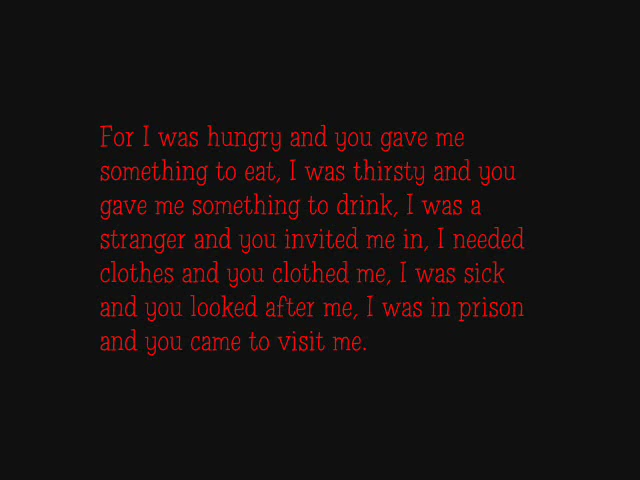 For I was hungry and you gave me
something to eat, I was thirsty and you
gave me something to drink, I was a
stranger and you invited me in, I needed
clothes and you clothed me, I was sick
and you looked after me, I was in prison
and you came to visit me.